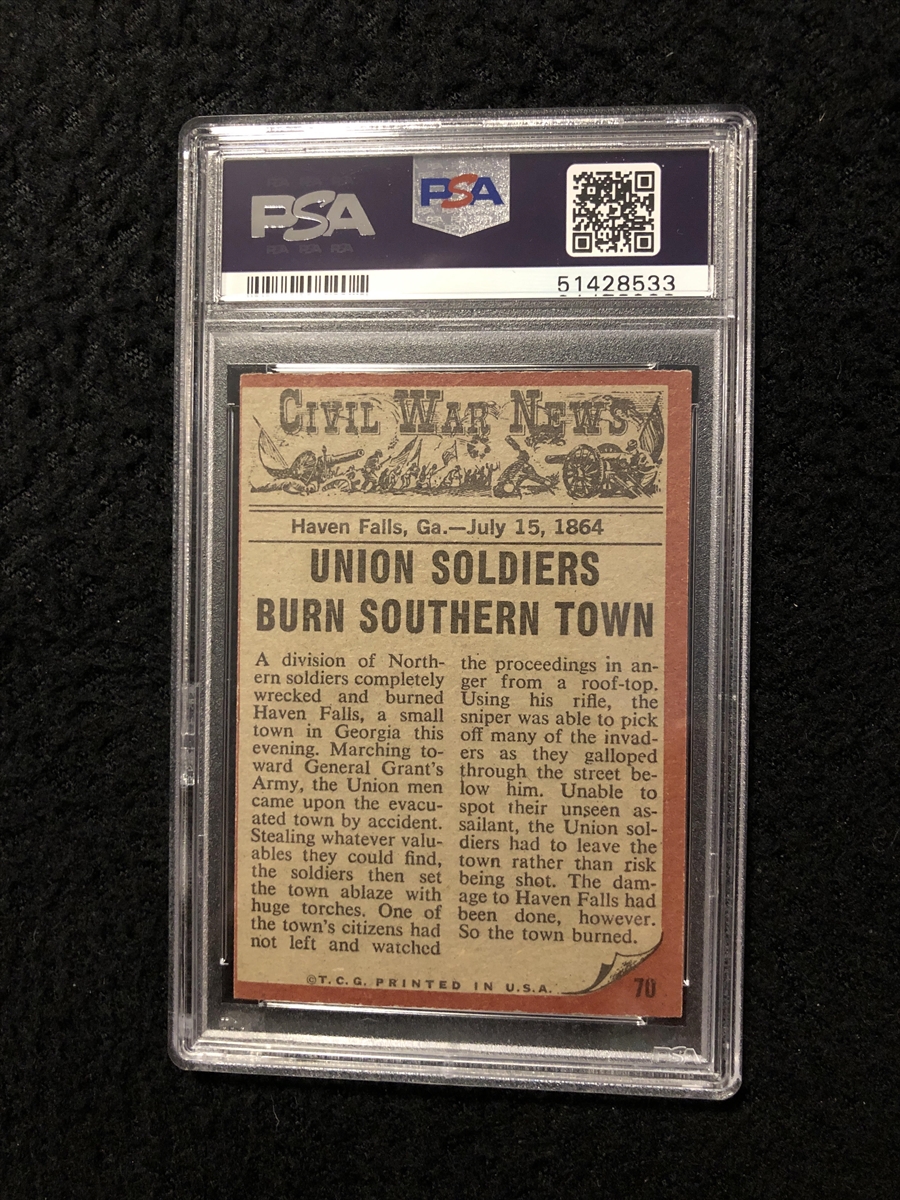 PSA
PSA
51428533
CIVIL WAR NEWS
Haven Falls, Ga.—July 15, 1864
UNION SOLDIERS
BURN SOUTHERN TOWN
A division of North-
ern soldiers completely
wrecked and burned
Haven Falls, a small
town in Georgia this
evening. Marching to-
ward General Grant's
Army, the Union men
came upon the evacu-
ated town by accident.
Stealing whatever valu-
ables they could find,
the soldiers then set
the town ablaze with
huge torches. One of
the town's citizens had
not left and watched
the proceedings in an-
ger from a roof-top.
Using his rifle, the
sniper was able to pick
off many of the invad-
ers as they galloped
through the street be-
low him. Unable to
spot their unseen as-
sailant, the Union sol-
diers had to leave the
town rather than risk
being shot. The dam-
age to Haven Falls had
been done, however.
So the town burned.
©T.C.G. PRINTED IN U.S.A.
70
PSA